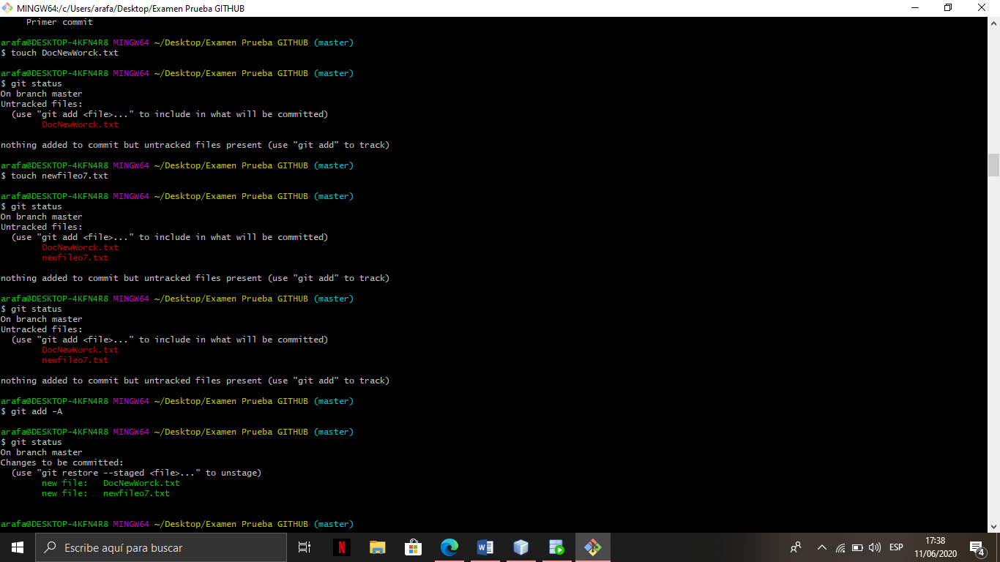 MINGW64:/c/Users/arafa/Desktop/Examen Prueba GITHUB
Primer commit
arafa@DESKTOP-4KFN4R8 MINGW64 ~/Desktop/Examen Prueba GITHUB (master)
$ touch DocNewWorck.txt
arafa@DESKTOP-4KFN4R8 MINGW64 ~/Desktop/Examen Prueba GITHUB (master)
$ git status
On branch master
Untracked files:
(use "git add <file>..." to include in what will be committed)
DocNewWorck.txt
nothing added to commit but untracked files present (use "git add" to track)
arafa@DESKTOP-4KFN4R8 MINGW64 ~/Desktop/Examen Prueba GITHUB (master)
$ touch newfileo7.txt
arafa@DESKTOP-4KFN4R8 MINGW64 ~/Desktop/Examen Prueba GITHUB (master)
$ git status
On branch master
Untracked files:
(use "git add <file>..." to include in what will be committed)
DocNewWorck.txt
newfileo7.txt
nothing added to commit but untracked files present (use "git add" to track)
arafa@DESKTOP-4KFN4R8 MINGW64 ~/Desktop/Examen Prueba GITHUB (master)
$ git status
On branch master
Untracked files:
(use "git add <file>..." to include in what will be committed)
DocNewWorck.txt
newfileo7.txt
nothing added to commit but untracked files present (use "git add" to track)
arafa@DESKTOP-4KFN4R8 MINGW64 ~/Desktop/Examen Prueba GITHUB (master)
$ git add -A
arafa@DESKTOP-4KFN4R8 MINGW64 ~/Desktop/Examen Prueba GITHUB (master)
$ git status
On branch master
Changes to be committed:
(use "git restore --staged <file>..." to unstage)
new file:   DocNewWorck.txt
new file:   newfileo7.txt
arafa@DESKTOP-4KFN4R8 MINGW64 ~/Desktop/Examen Prueba GITHUB (master)
Escribe aquí para buscar
N
W
ESP
17:38
11/06/2020
4